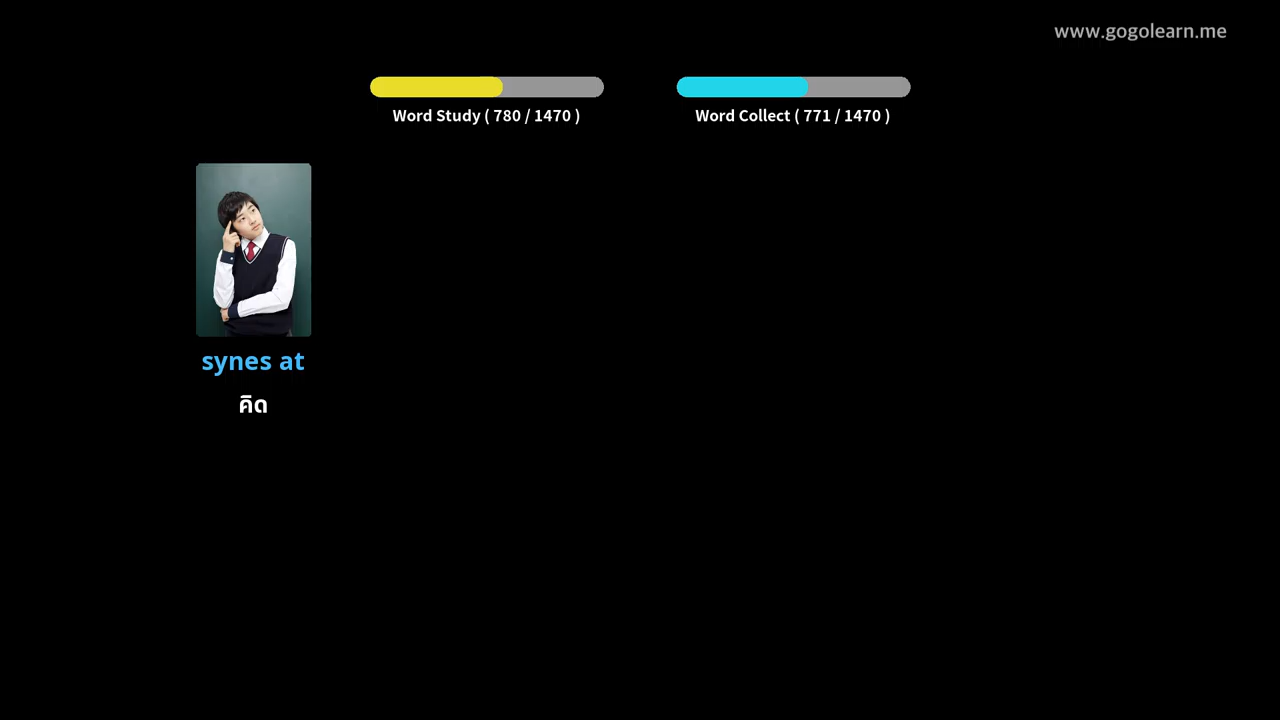 www.gogolearn.me
Word Study ( 780 / 1470 )
Word Collect ( 771 / 1470 )
synes at
คิด